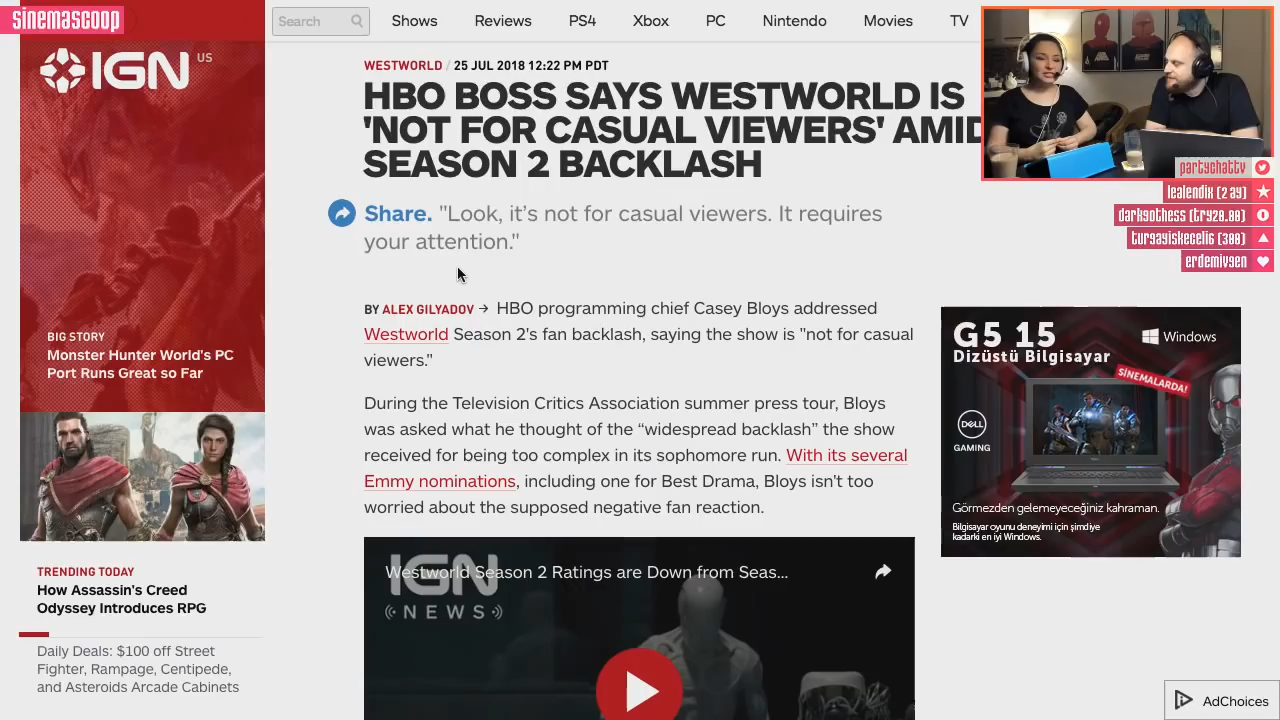 sinemascoop
Search
Shows
Reviews
PS4
Xbox
PC
Nintendo
Movies
TV
IGN
US
WESTWORLD / 25 JUL 2018 12:22 PM PDT
HBO BOSS SAYS WESTWORLD IS
'NOT FOR CASUAL VIEWERS' AMID
SEASON 2 BACKLASH
Share. "Look, it's not for casual viewers. It requires
your attention."
BY ALEX GILYADOV → HBO programming chief Casey Bloys addressed
Westworld Season 2's fan backlash, saying the show is "not for casual
viewers."
During the Television Critics Association summer press tour, Bloys
was asked what he thought of the “widespread backlash” the show
received for being too complex in its sophomore run. With its several
Emmy nominations, including one for Best Drama, Bloys isn't too
worried about the supposed negative fan reaction.
IGN
NEWS
Westworld Season 2 Ratings are Down from Seas...
BIG STORY
Monster Hunter World's PC
Port Runs Great so Far
TRENDING TODAY
How Assassin's Creed
Odyssey Introduces RPG
Daily Deals: $100 off Street
Fighter, Rampage, Centipede,
and Asteroids Arcade Cabinets
partychattv
lealendix (2 ay)
darkgothess (try20.00)
turgayiskecelis (300)
erdemivgen
G5 15
Dizüstü Bilgisayar
Windows
SİNEMALARDA!
DELL
GAMING
Görmezden gelemeyeceğiniz kahraman.
Bilgisayar oyunu deneyimi için şimdiye
kadarki en iyi Windows.
AdChoices